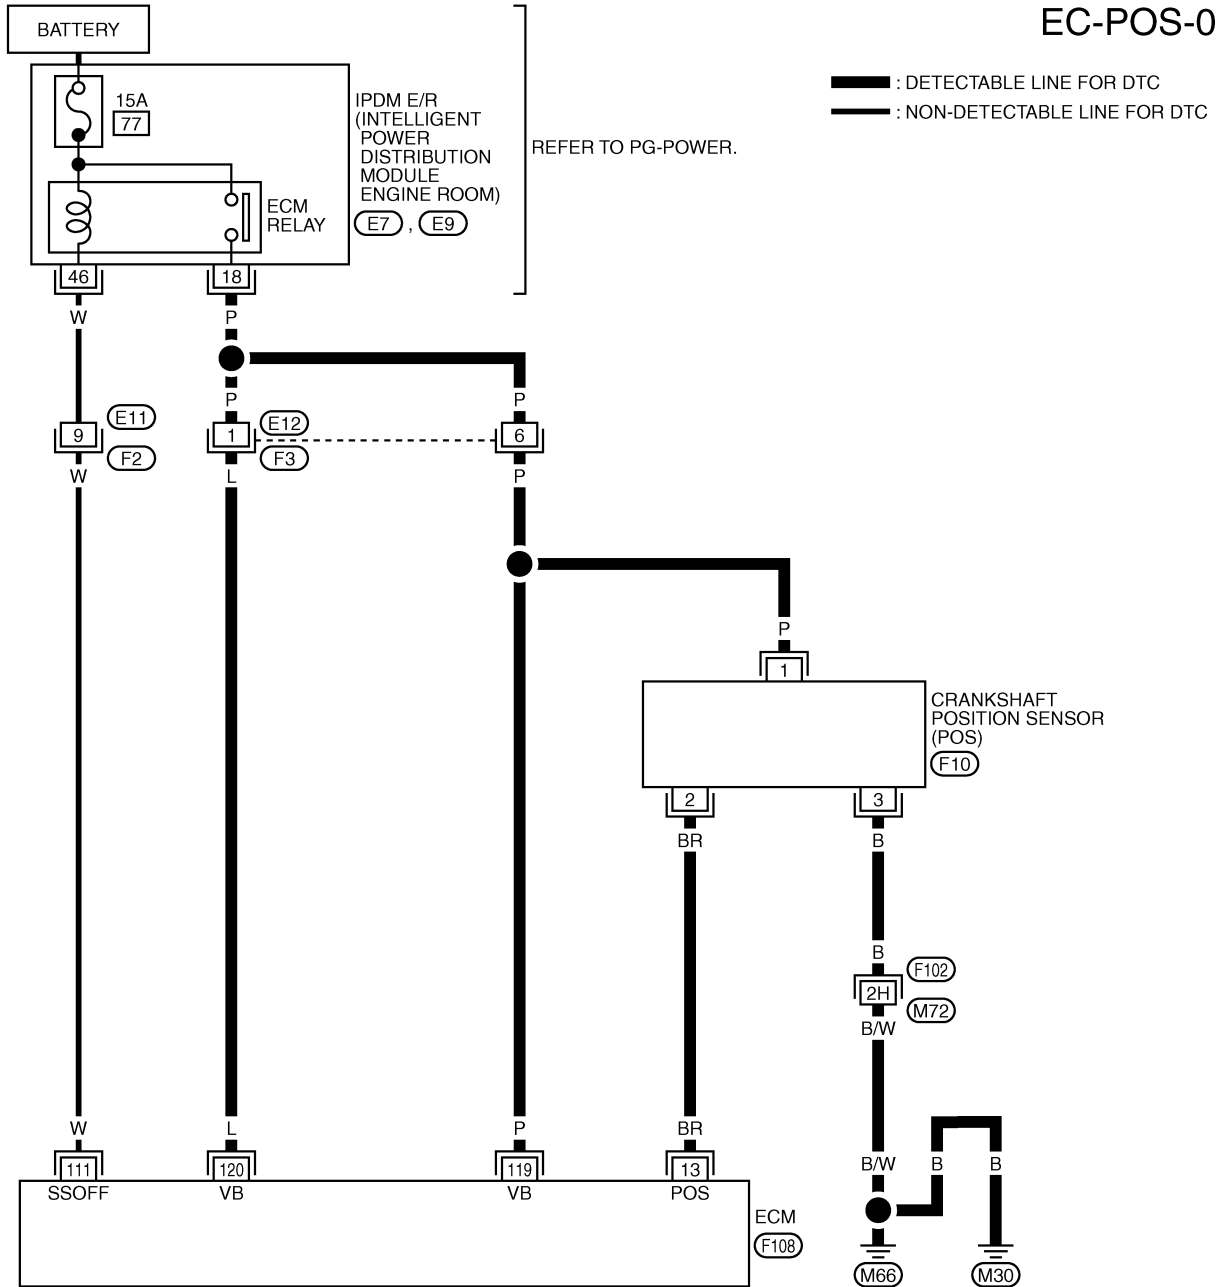 EC-POS-0
BATTERY
: DETECTABLE LINE FOR DTC
: NON-DETECTABLE LINE FOR DTC
15A
77
IPDM E/R
(INTELLIGENT
POWER
DISTRIBUTION
MODULE
ENGINE ROOM)
E7 , E9
REFER TO PG-POWER.
ECM
RELAY
46 18
W P
P P
9 E11 1 E12 6
F2 F3
W L P
P
1
CRANKSHAFT
POSITION SENSOR
(POS)
F10
2 3
BR B
B
F102
2H
M72
B/W
W L P BR
B/W B B
111 120 119 13
SSOFF VB VB POS
ECM
F108
M66 M30